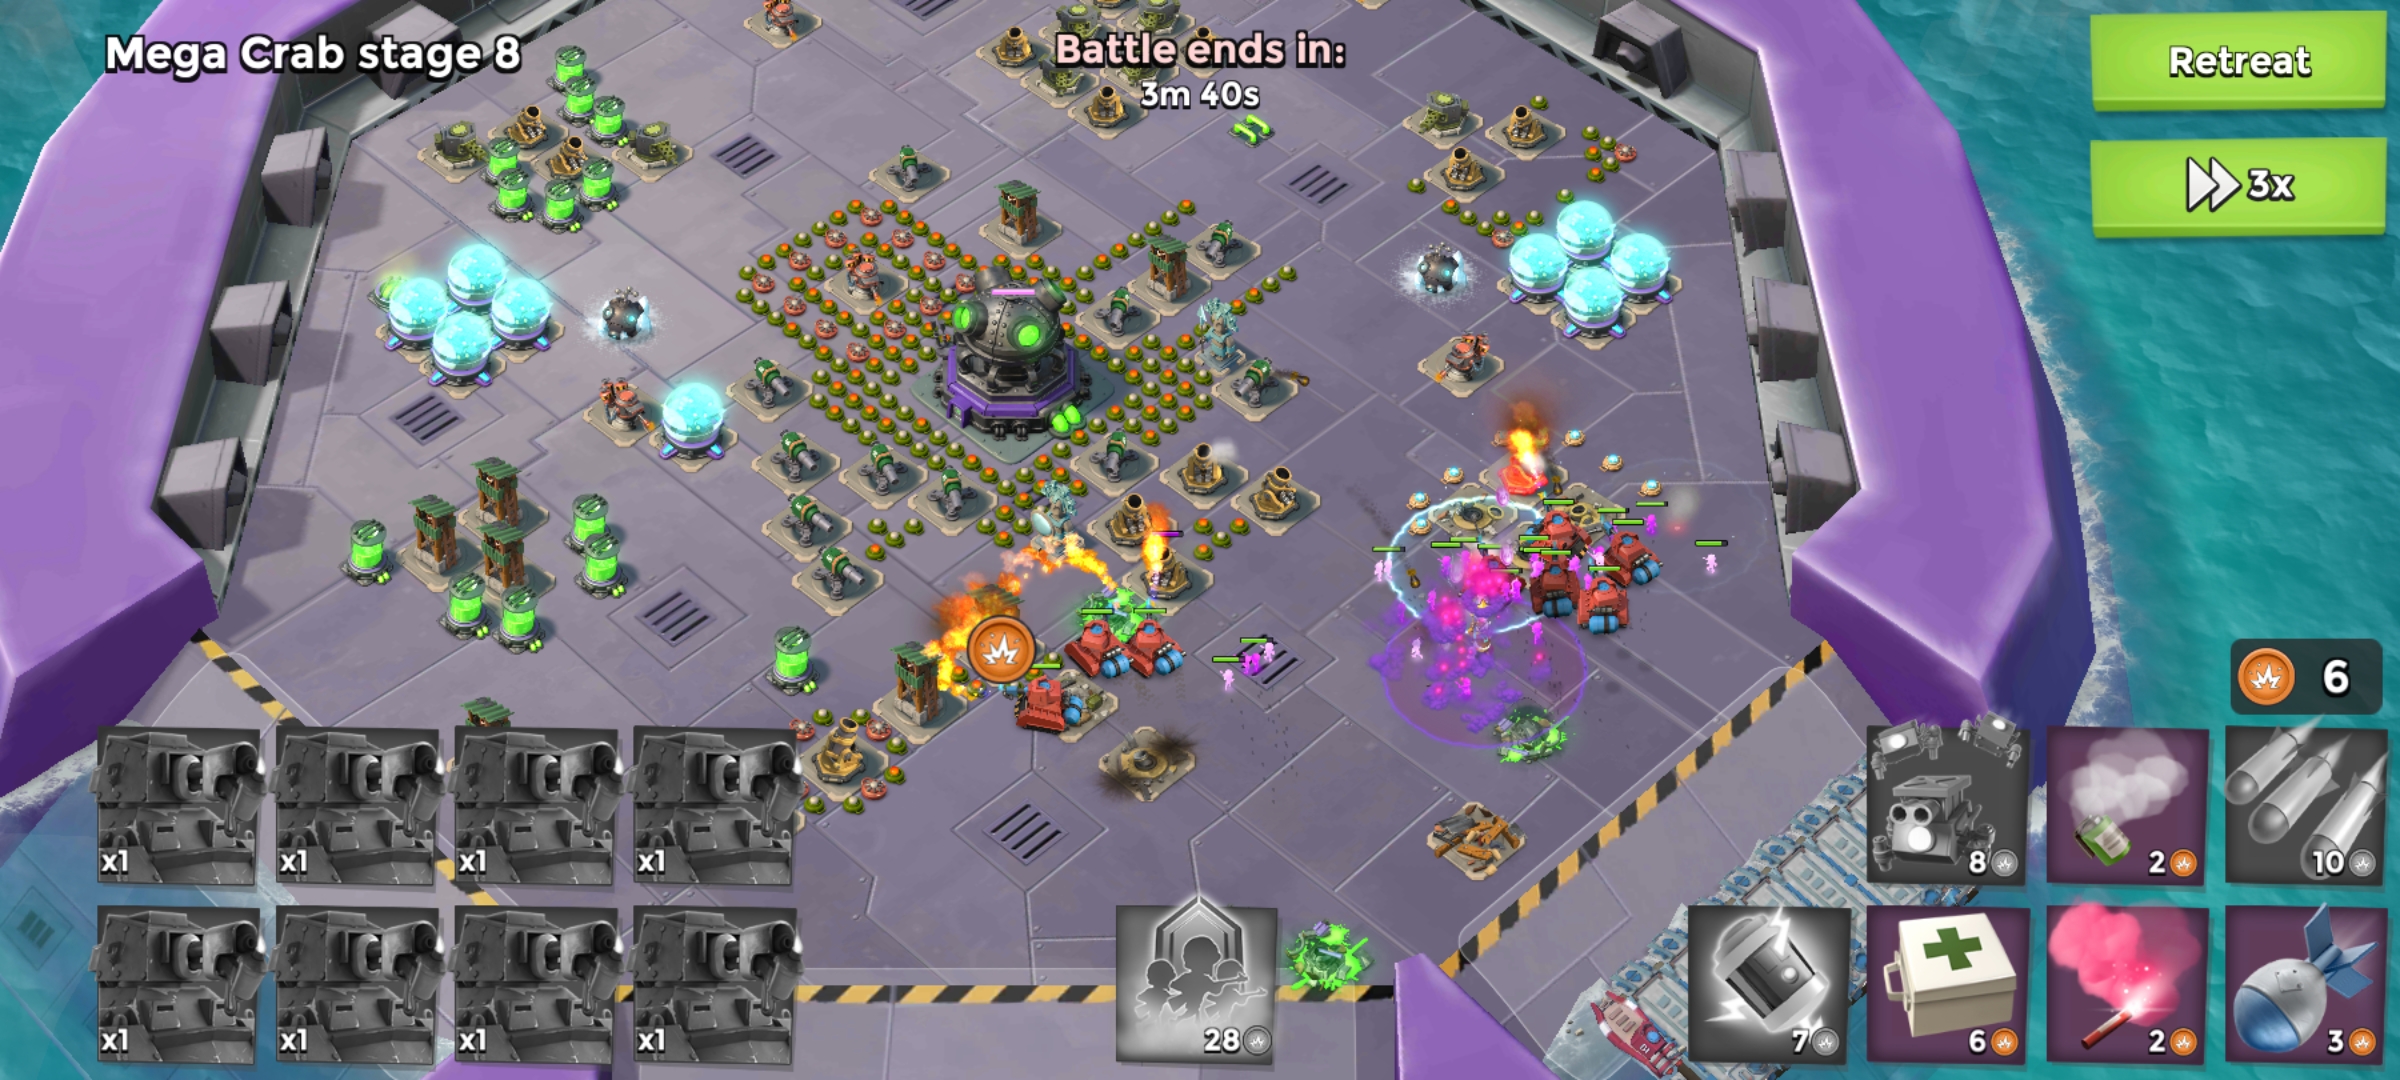 Mega Crab stage 8
Battle ends in:
3m 40s
Retreat
3x
6
x1
x1
x1
x1
8
2
10
x1
x1
x1
x1
28
7
6
2
3